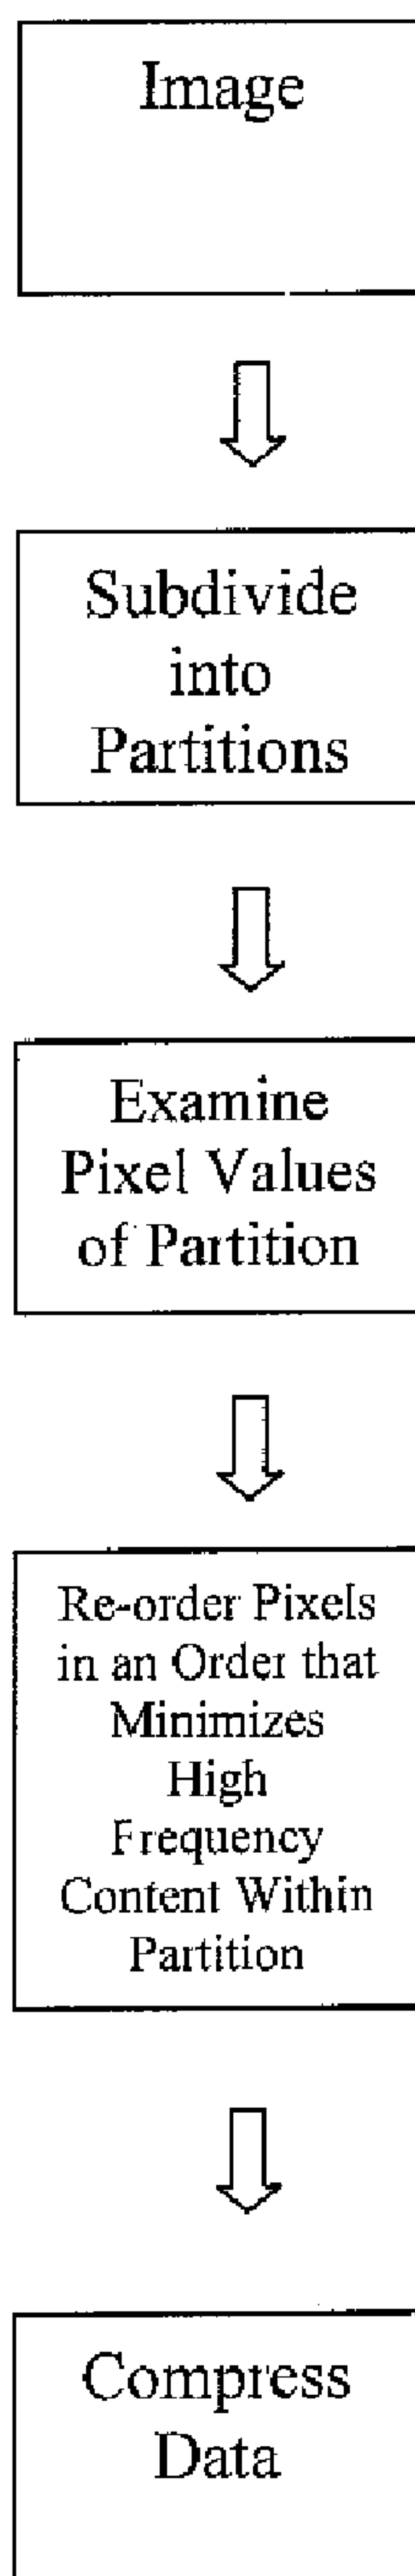 Image
Subdivide
into
Partitions
Examine
Pixel Values
of Partition
Re-order Pixels
in an Order that
Minimizes
High
Frequency
Content Within
Partition
Compress
Data